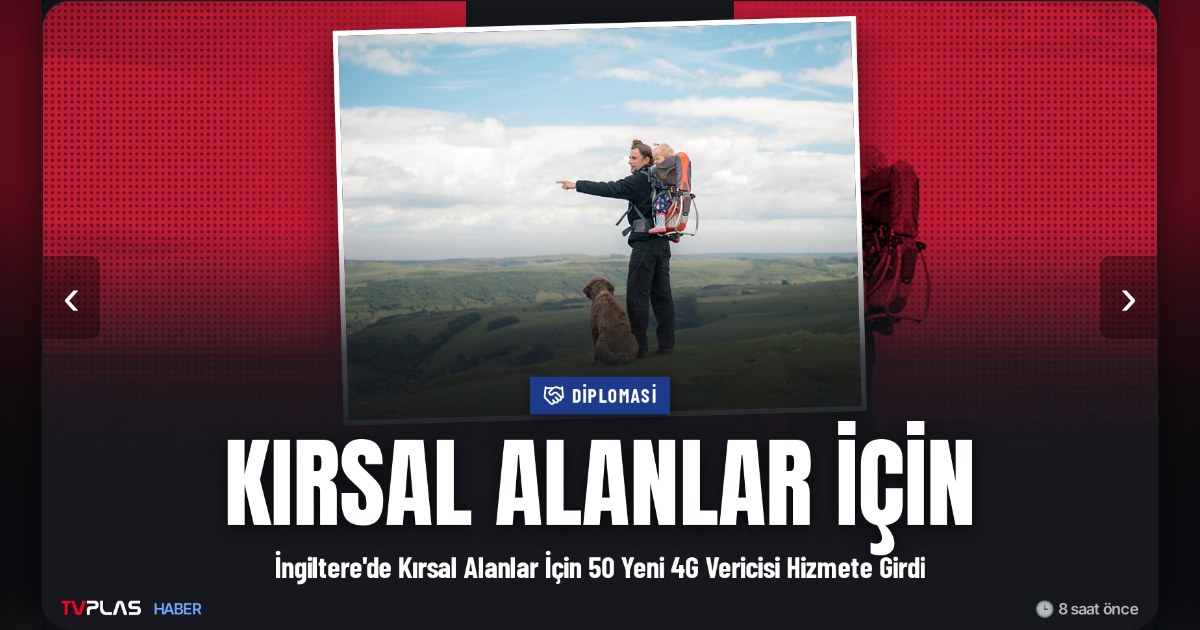 DİPLOMASİ
KIRSAL ALANLAR İÇİN
İngiltere'de Kırsal Alanlar İçin 50 Yeni 4G Vericisi Hizmete Girdi
TVPLAS HABER
8 saat önce